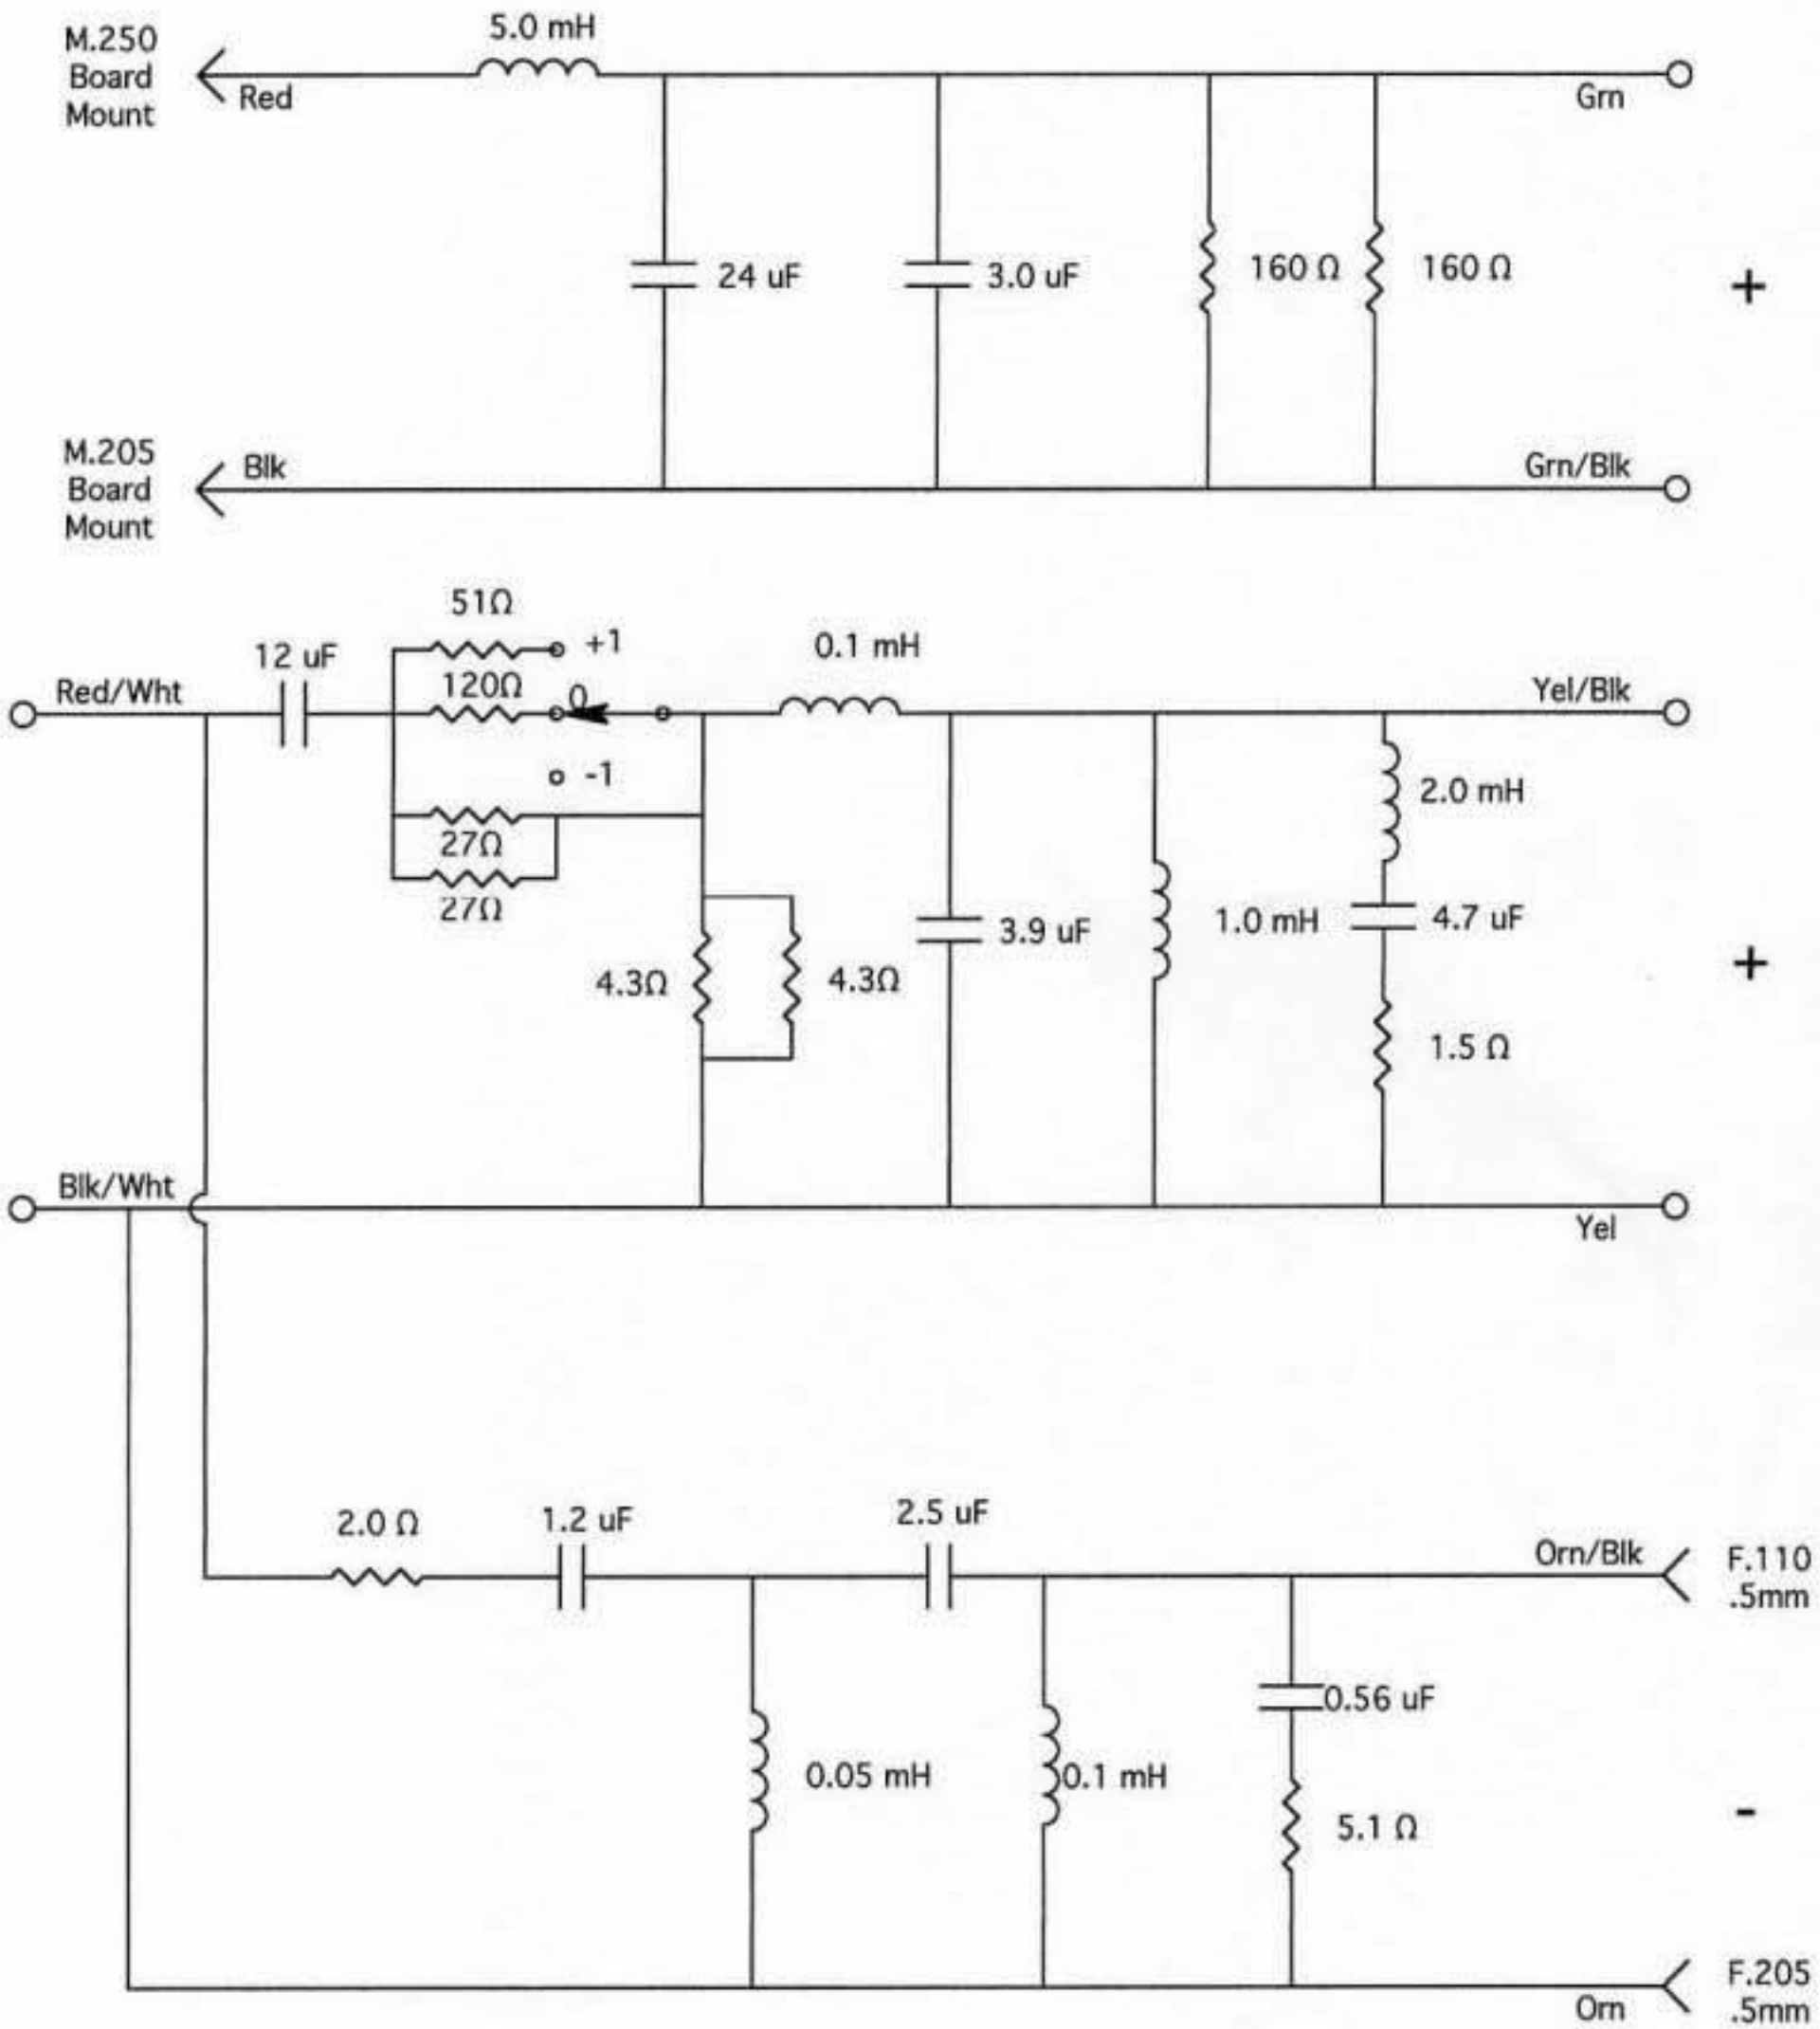 5.0 mH
M.250
Board
Mount
Red
Grn
24 uF
3.0 uF
160 Ω
160 Ω
+
M.205
Board
Mount
Blk
Grn/Blk
51Ω
+1
12 uF
0.1 mH
Red/Wht
120Ω
0
Yel/Blk
-1
2.0 mH
27Ω
27Ω
4.3Ω
4.3Ω
3.9 uF
1.0 mH
4.7 uF
+
1.5 Ω
Blk/Wht
Yel
2.0 Ω
1.2 uF
2.5 uF
Orn/Blk
F.110
.5mm
0.56 uF
0.05 mH
0.1 mH
5.1 Ω
-
F.205
.5mm
Orn